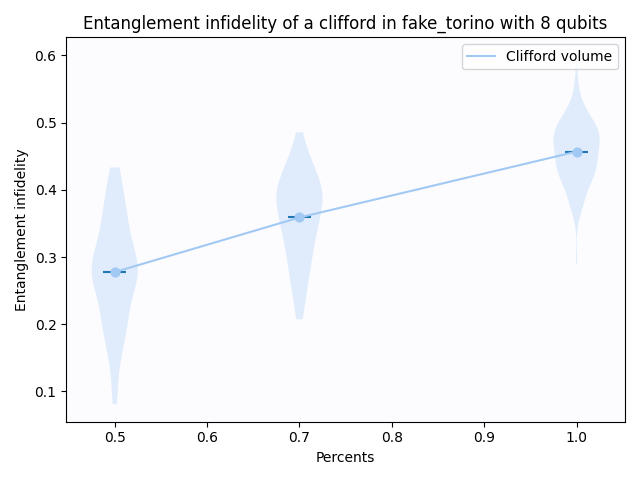 Entanglement infidelity of a clifford in fake_torino with 8 qubits
Clifford volume
Entanglement infidelity
0.6
0.5
0.4
0.3
0.2
0.1
0.5 0.6 0.7 0.8 0.9 1.0
Percents